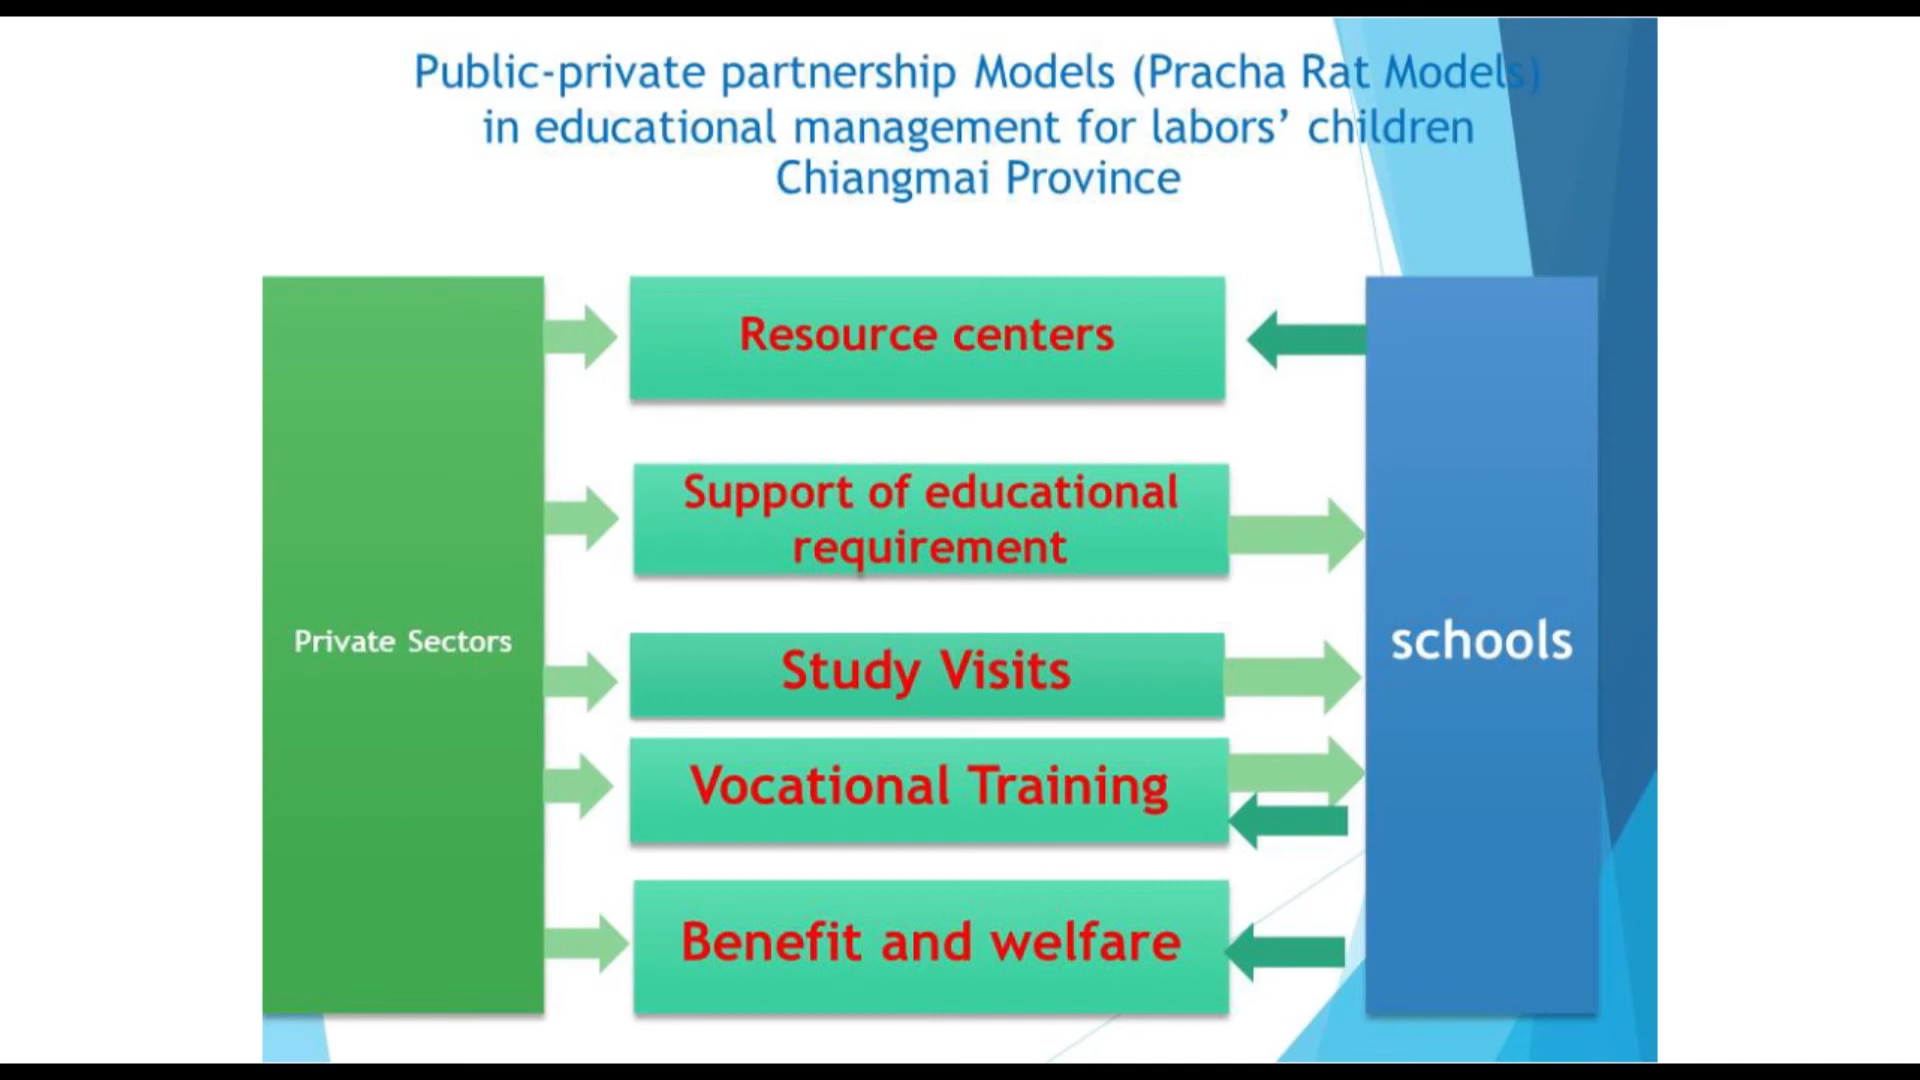 Public-private partnership Models (Pracha Rat Models)
in educational management for labors’ children
Chiangmai Province
Resource centers
Support of educational
requirement
Private Sectors
schools
Study Visits
Vocational Training
Benefit and welfare